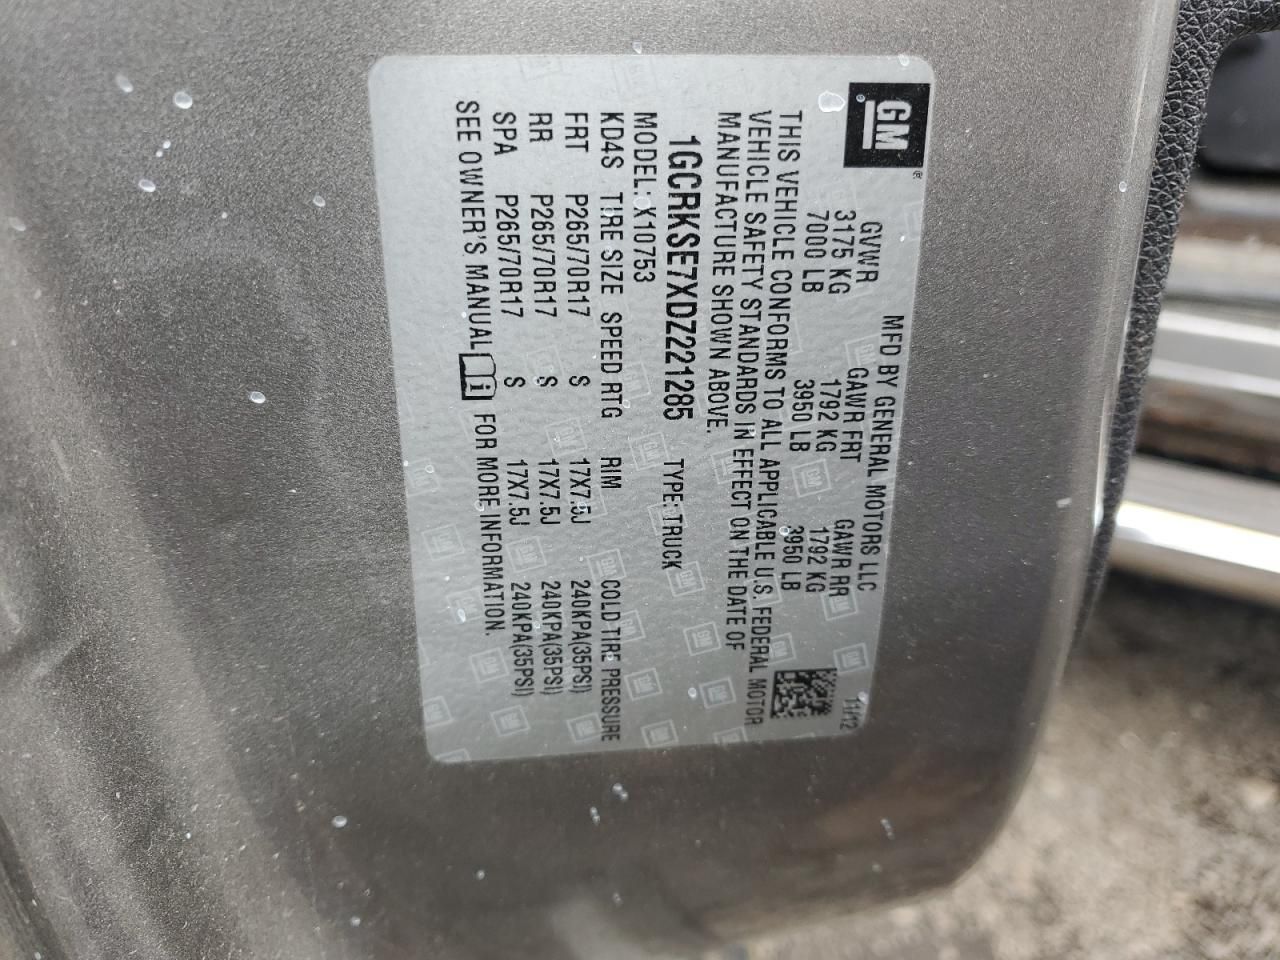 GM®
MFD BY GENERAL MOTORS LLC 11/12
GVWR GAWR FRT GAWR RR
3175 KG 1792 KG 1792 KG
7000 LB 3950 LB 3950 LB
THIS VEHICLE CONFORMS TO ALL APPLICABLE U.S. FEDERAL MOTOR
VEHICLE SAFETY STANDARDS IN EFFECT ON THE DATE OF
MANUFACTURE SHOWN ABOVE.
1GCRKSE7XDZ221285 TYPE: TRUCK
MODEL: X10753
KD4S TIRE SIZE SPEED RTG RIM COLD TIRE PRESSURE
FRT P265/70R17 S 17X7.5J 240KPA(35PSI)
RR P265/70R17 S 17X7.5J 240KPA(35PSI)
SPA P265/70R17 S 17X7.5J 240KPA(35PSI)
SEE OWNER'S MANUAL i FOR MORE INFORMATION.